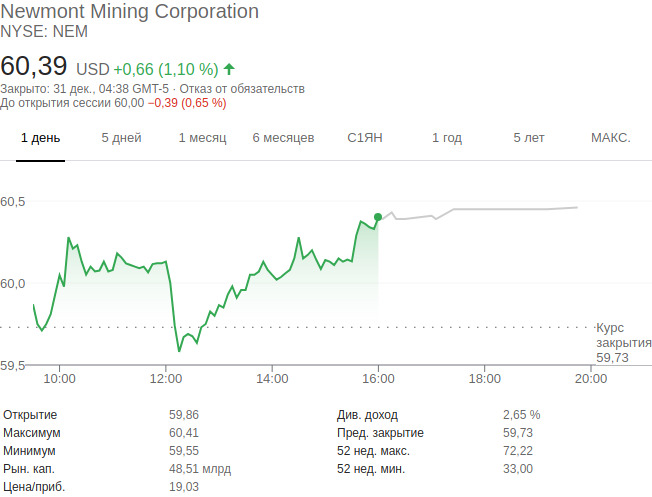 Newmont Mining Corporation
NYSE: NEM
60,39 USD +0,66 (1,10 %)
Закрыто: 31 дек., 04:38 GMT-5 · Отказ от обязательств
До открытия сессии 60,00 −0,39 (0,65 %)
1 день 5 дней 1 месяц 6 месяцев С1ЯН 1 год 5 лет МАКС.
60,5
60,0
Курс
закрытия
59,73
59,5
10:00 12:00 14:00 16:00 18:00 20:00
Открытие 59,86 Див. доход 2,65 %
Максимум 60,41 Пред. закрытие 59,73
Минимум 59,55 52 нед. макс. 72,22
Рын. кап. 48,51 млрд 52 нед. мин. 33,00
Цена/приб. 19,03